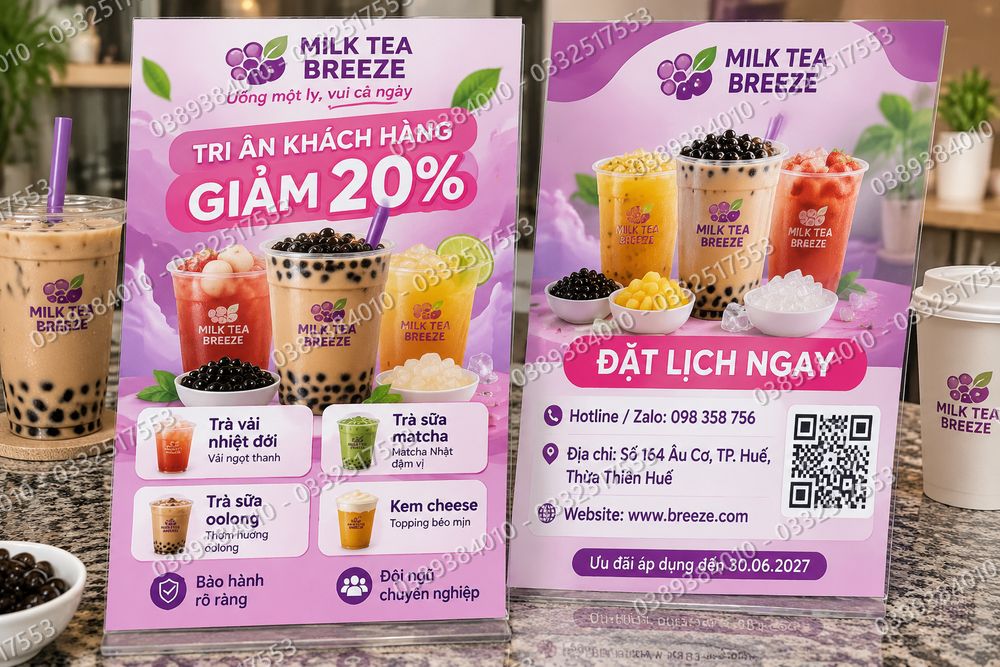 MILK TEA
BREEZE
Uống một ly, vui cả ngày
TRI ÂN KHÁCH HÀNG
GIẢM 20%
MILK TEA
BREEZE
MILK TEA
BREEZE
MILK TEA
BREEZE
MILK TEA
BREEZE
Trà vải
nhiệt đới
Vải ngọt thanh
Trà sữa
matcha
Matcha Nhật
đậm vị
Trà sữa
oolong
Thơm hương
oolong
Kem cheese
Topping béo mịn
Bảo hành
rõ ràng
Đội ngũ
chuyên nghiệp
MILK TEA
BREEZE
MILK TEA
BREEZE
MILK TEA
BREEZE
MILK TEA
BREEZE
ĐẶT LỊCH NGAY
Hotline / Zalo: 098 358 756
Địa chỉ: Số 164 Âu Cơ, TP. Huế,
Thừa Thiên Huế
Website: www.breeze.com
Ưu đãi áp dụng đến 30.06.2027
MILK TEA
BREEZE
0389384010 - 0332517553